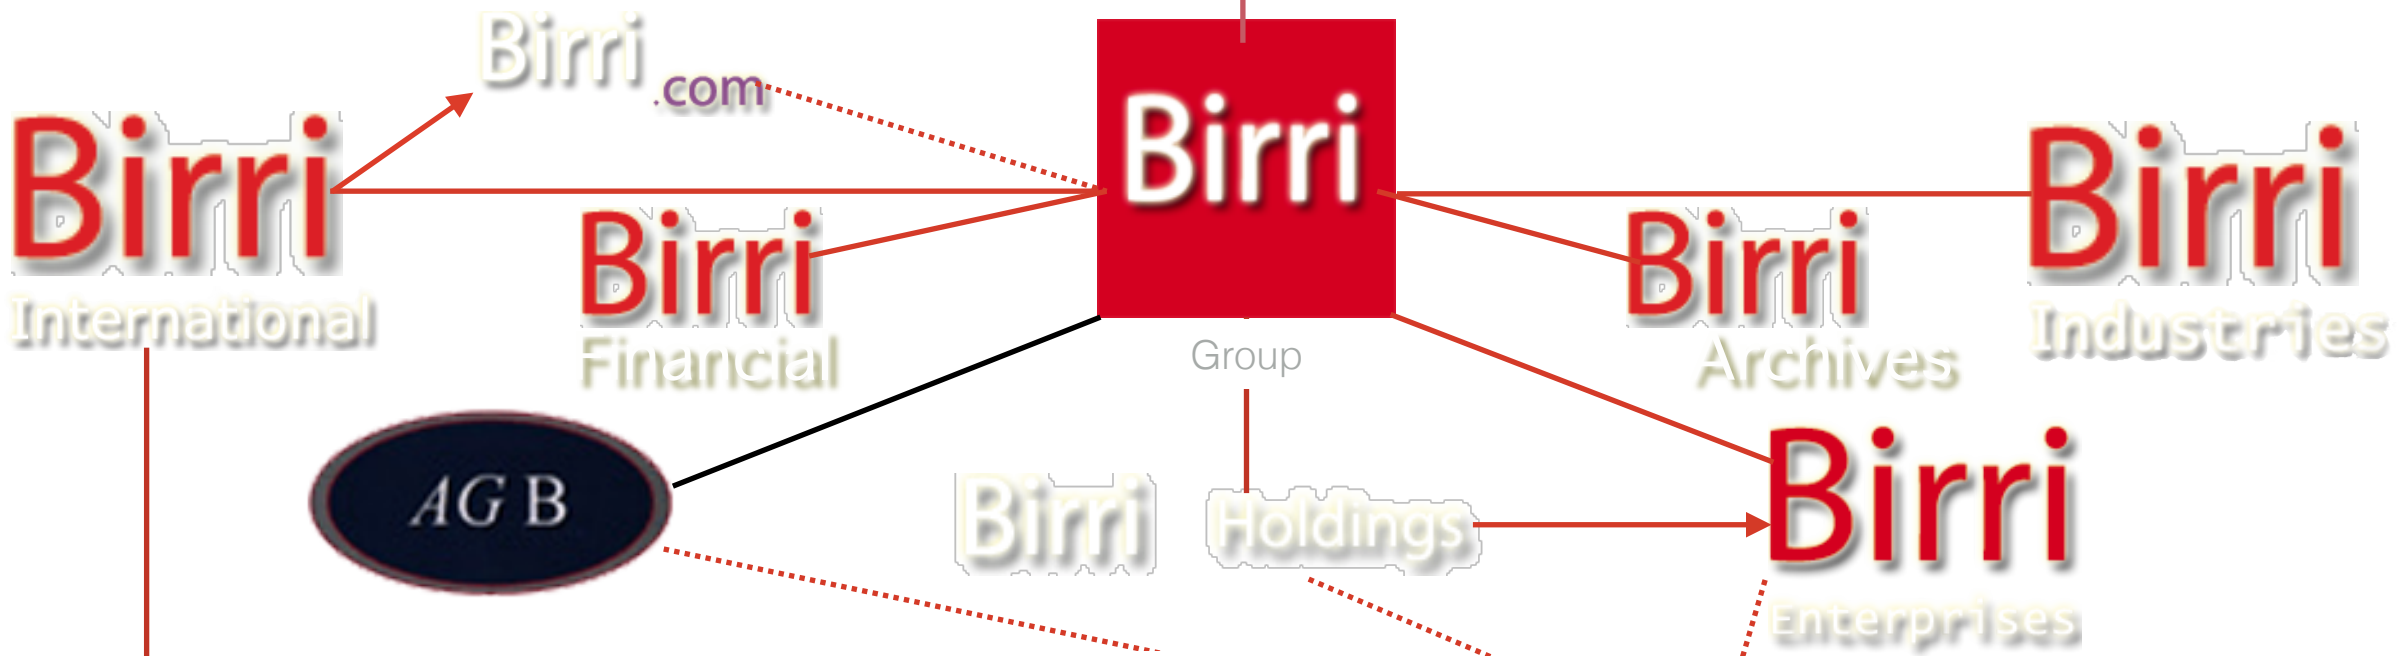 Birri
.com
Birri
Birri
International
Birri
Financial
Group
Birri
Archives
Birri
Industries
AG B
Birri Holdings
Birri
Enterprises